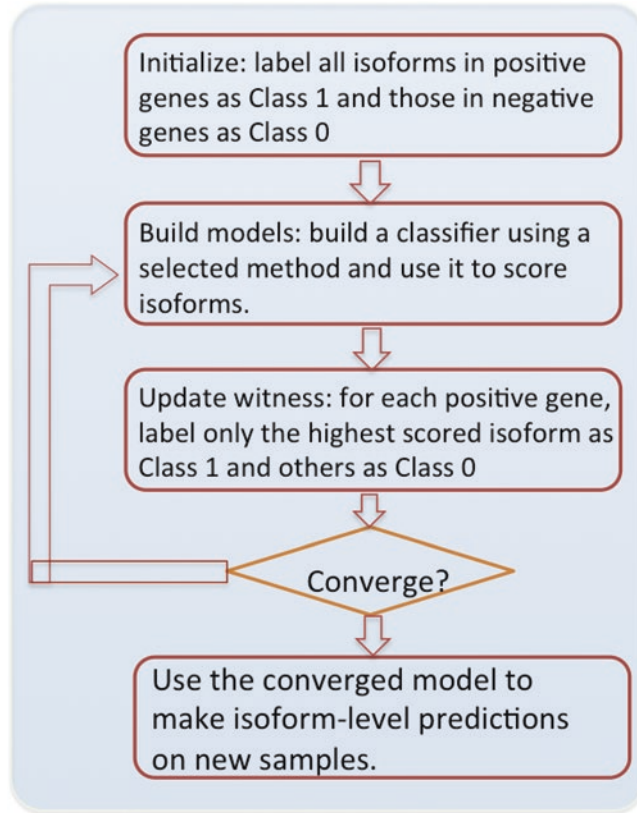 Initialize: label all isoforms in positive
genes as Class 1 and those in negative
genes as Class 0
Build models: build a classifier using a
selected method and use it to score
isoforms.
Update witness: for each positive gene,
label only the highest scored isoform as
Class 1 and others as Class 0
Converge?
Use the converged model to
make isoform-level predictions
on new samples.